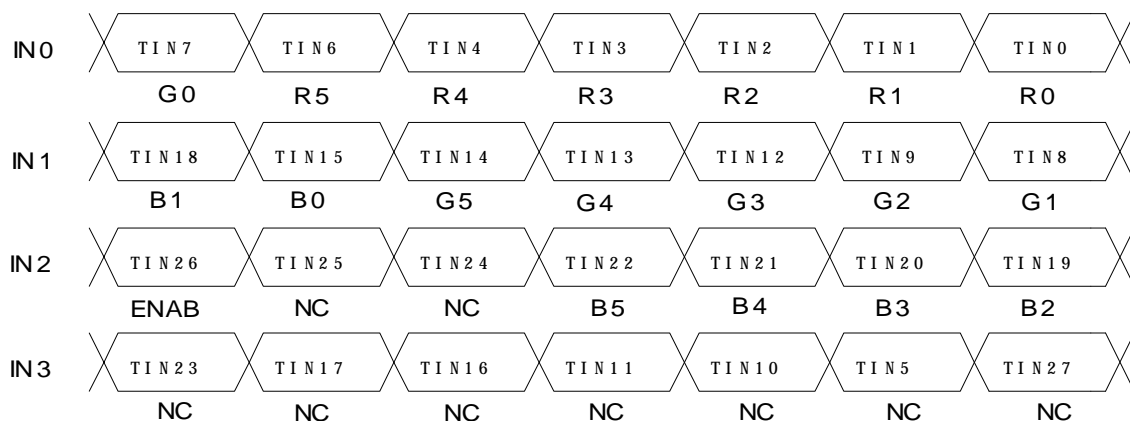 IN0 TIN7 TIN6 TIN4 TIN3 TIN2 TIN1 TIN0
G0 R5 R4 R3 R2 R1 R0
IN1 TIN18 TIN15 TIN14 TIN13 TIN12 TIN9 TIN8
B1 B0 G5 G4 G3 G2 G1
IN2 TIN26 TIN25 TIN24 TIN22 TIN21 TIN20 TIN19
ENAB NC NC B5 B4 B3 B2
IN3 TIN23 TIN17 TIN16 TIN11 TIN10 TIN5 TIN27
NC NC NC NC NC NC NC